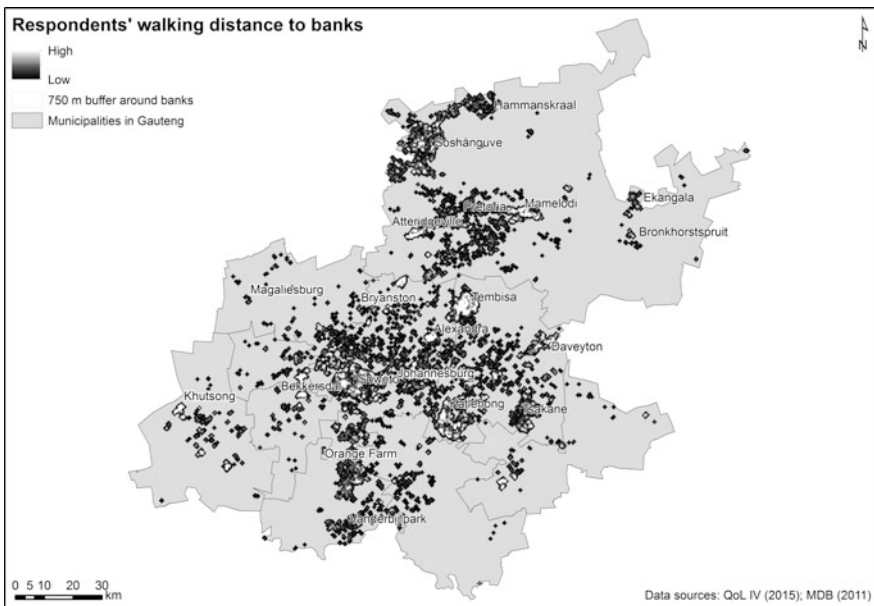 Respondents' walking distance to banks
High
Low
750 m buffer around banks
Municipalities in Gauteng
N
Hammanskraal
Soshanguve
Pretoria
Mamelodi
Ekangala
Atteridgeville
Bronkhorstspruit
Magaliesburg
Bryanston
Tembisa
Alexandra
Daveyton
Johannesburg
Soweto
Bekkersdal
Khutsong
Katlehong
Tsakane
Orange Farm
Vanderbijlpark
0 5 10 20 30
km
Data sources: QoL IV (2015); MDB (2011)